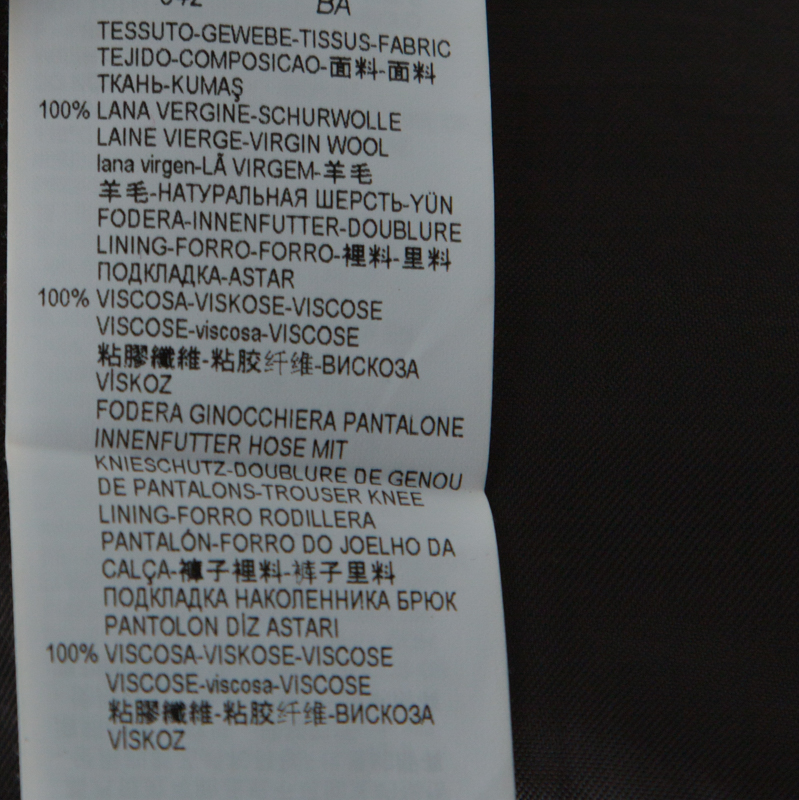 BA
TESSUTO-GEWEBE-TISSUS-FABRIC
TEJIDO-COMPOSICAO-面料-面料
ТКАНЬ-KUMAŞ
100% LANA VERGINE-SCHURWOLLE
LAINE VIERGE-VIRGIN WOOL
lana virgen-LÃ VIRGEM-羊毛
羊毛-НАТУРАЛЬНАЯ ШЕРСТЬ-YÜN
FODERA-INNENFUTTER-DOUBLURE
LINING-FORRO-FORRO-裡料-里料
ПОДКЛАДКА-ASTAR
100% VISCOSA-VISKOSE-VISCOSE
VISCOSE-viscosa-VISCOSE
粘膠纖維-粘胶纤维-ВИСКОЗА
VİSKOZ
FODERA GINOCCHIERA PANTALONE
INNENFUTTER HOSE MIT
KNIESCHUTZ-DOUBLURE DE GENOU
DE PANTALONS-TROUSER KNEE
LINING-FORRO RODILLERA
PANTALÓN-FORRO DO JOELHO DA
CALÇA-褲子裡料-裤子里料
ПОДКЛАДКА НАКОЛЕННИКА БРЮК
PANTOLON DİZ ASTARI
100% VISCOSA-VISKOSE-VISCOSE
VISCOSE-viscosa-VISCOSE
粘膠纖維-粘胶纤维-ВИСКОЗА
VİSKOZ